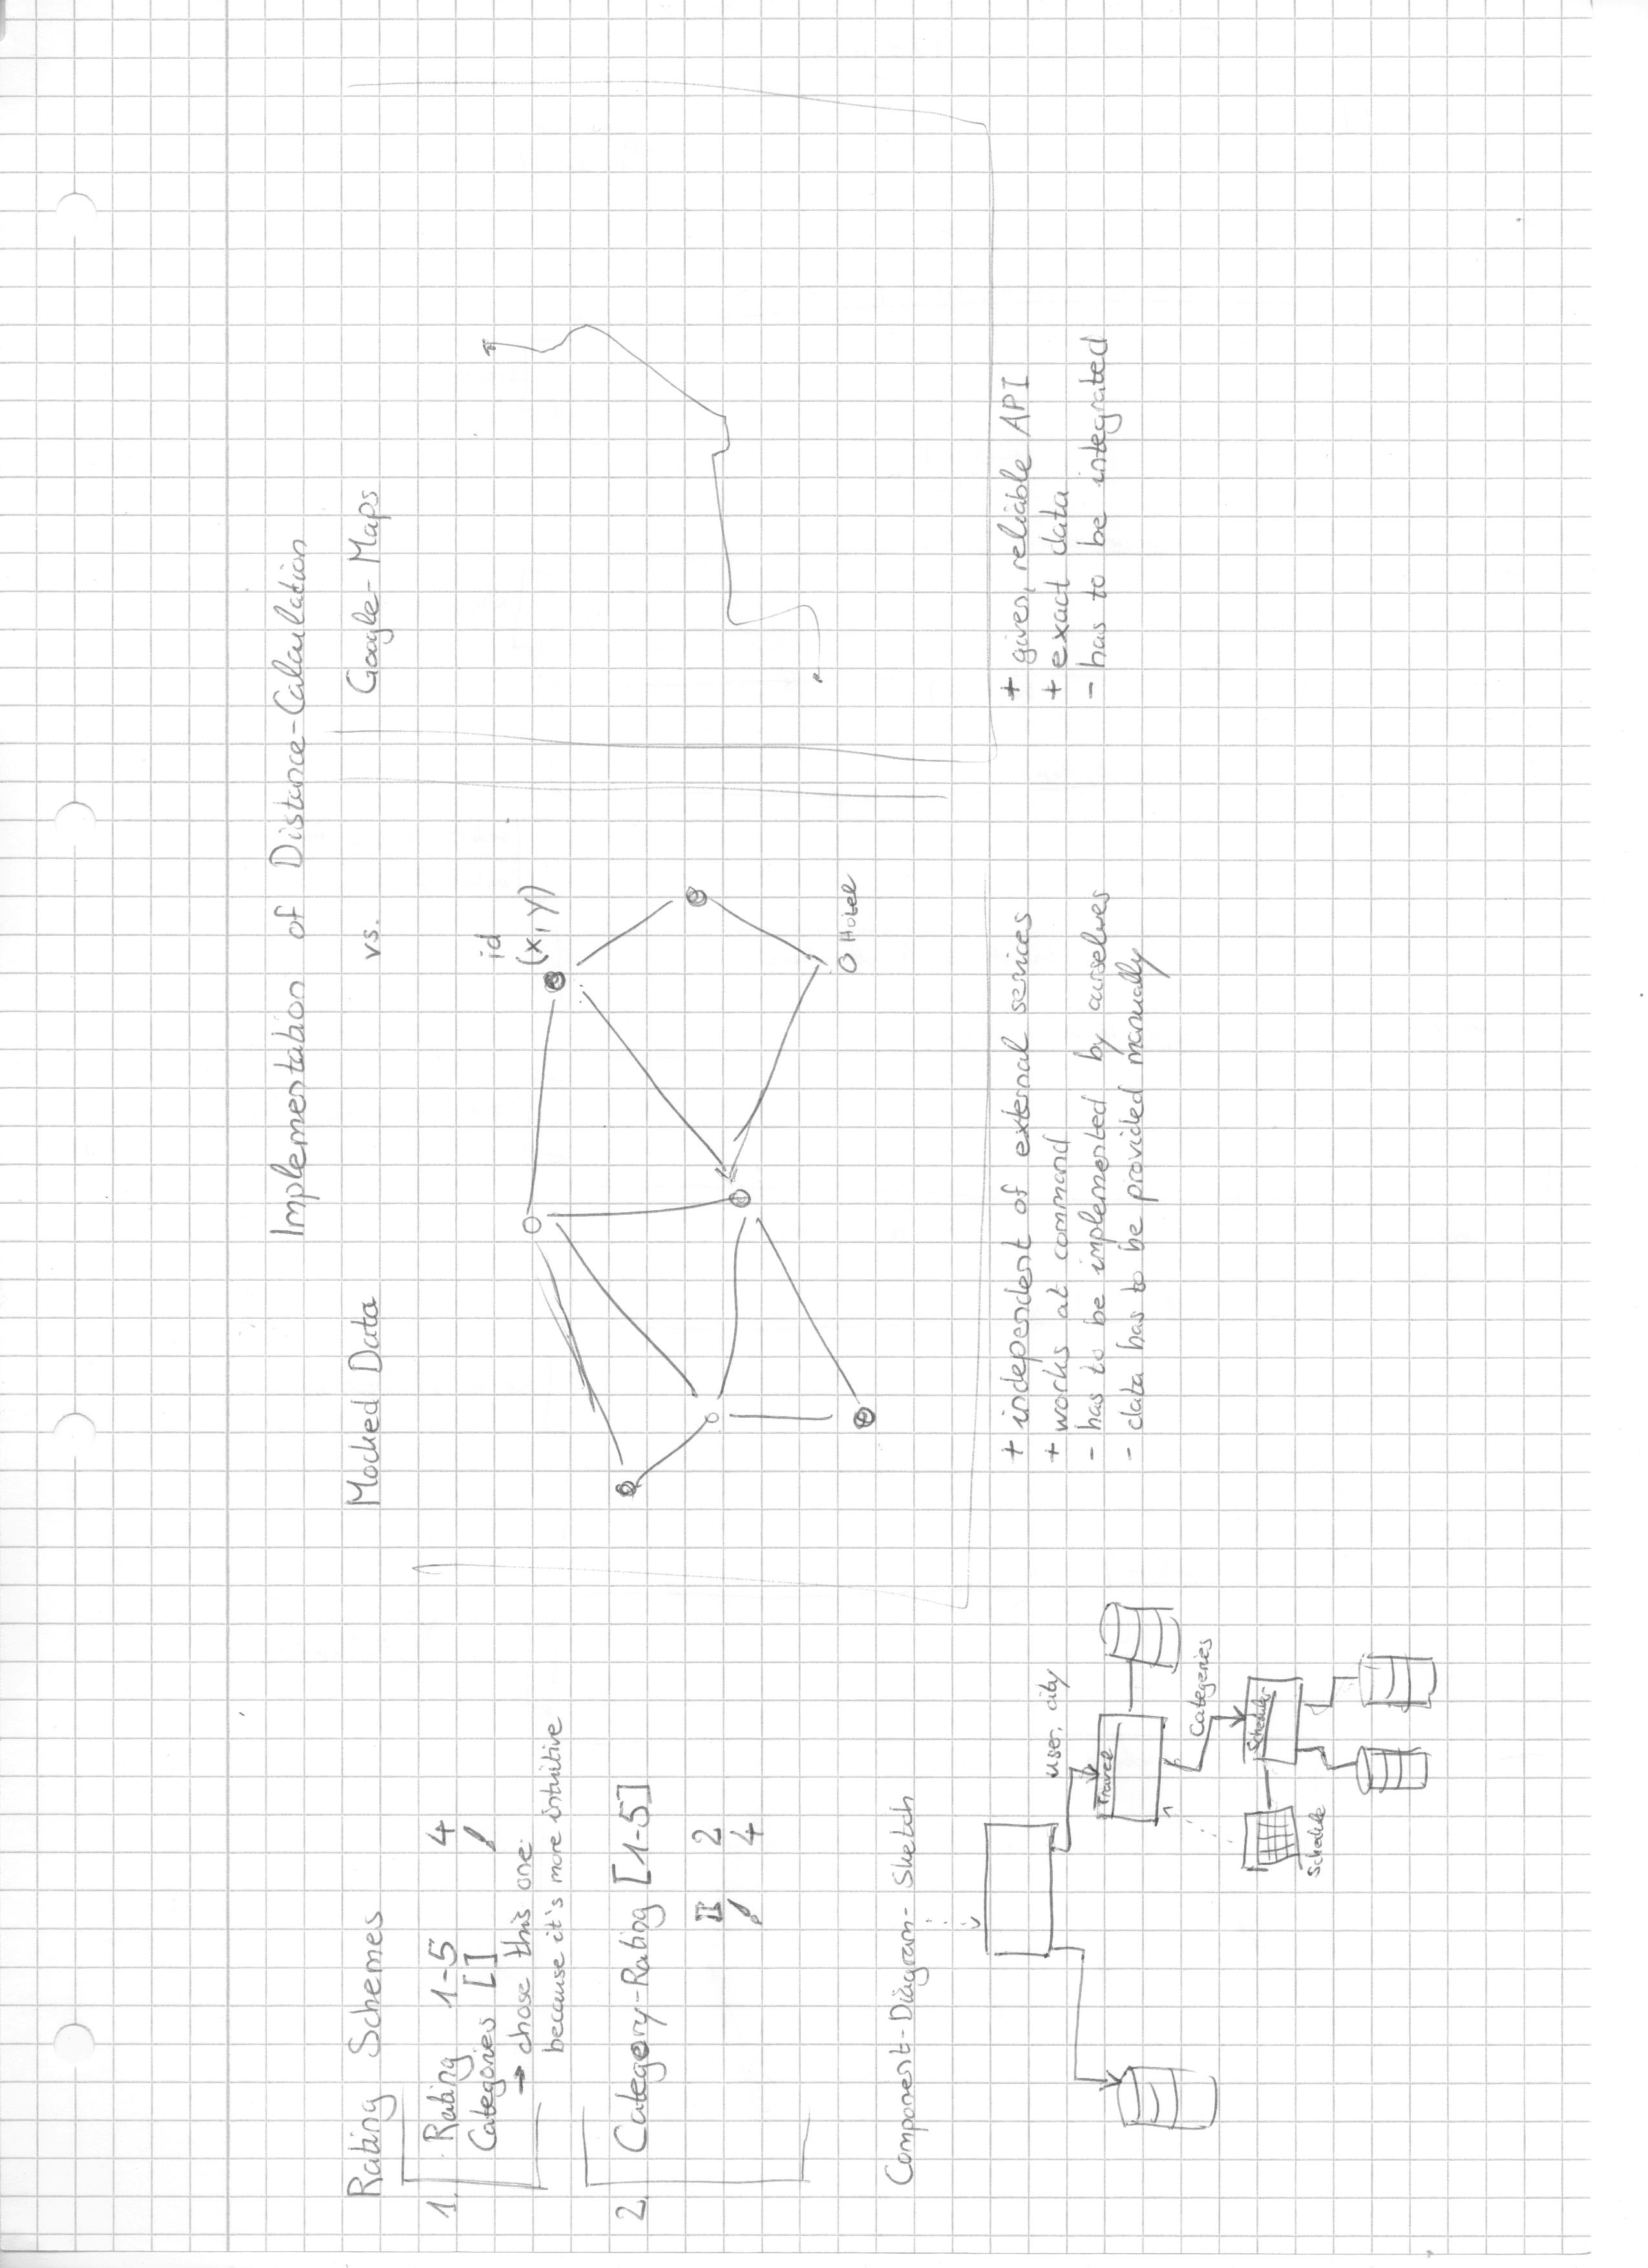 Implementation of Distance-Calculation
Rating Schemes
1. Rating 1-5 4
Categories []
→ chose this one
because it's more intuitive
2. Category-Rating [1-5]
2
4
Component-Diagram-Sketch
user, city
Travel
Categories
Scheduler
Schedule
Mocked Data vs. Google-Maps
id
(x, y)
Hotel
+ independent of external services
+ works at command
- has to be implemented by ourselves
- data has to be provided manually
+ given, reliable API
+ exact data
- has to be integrated